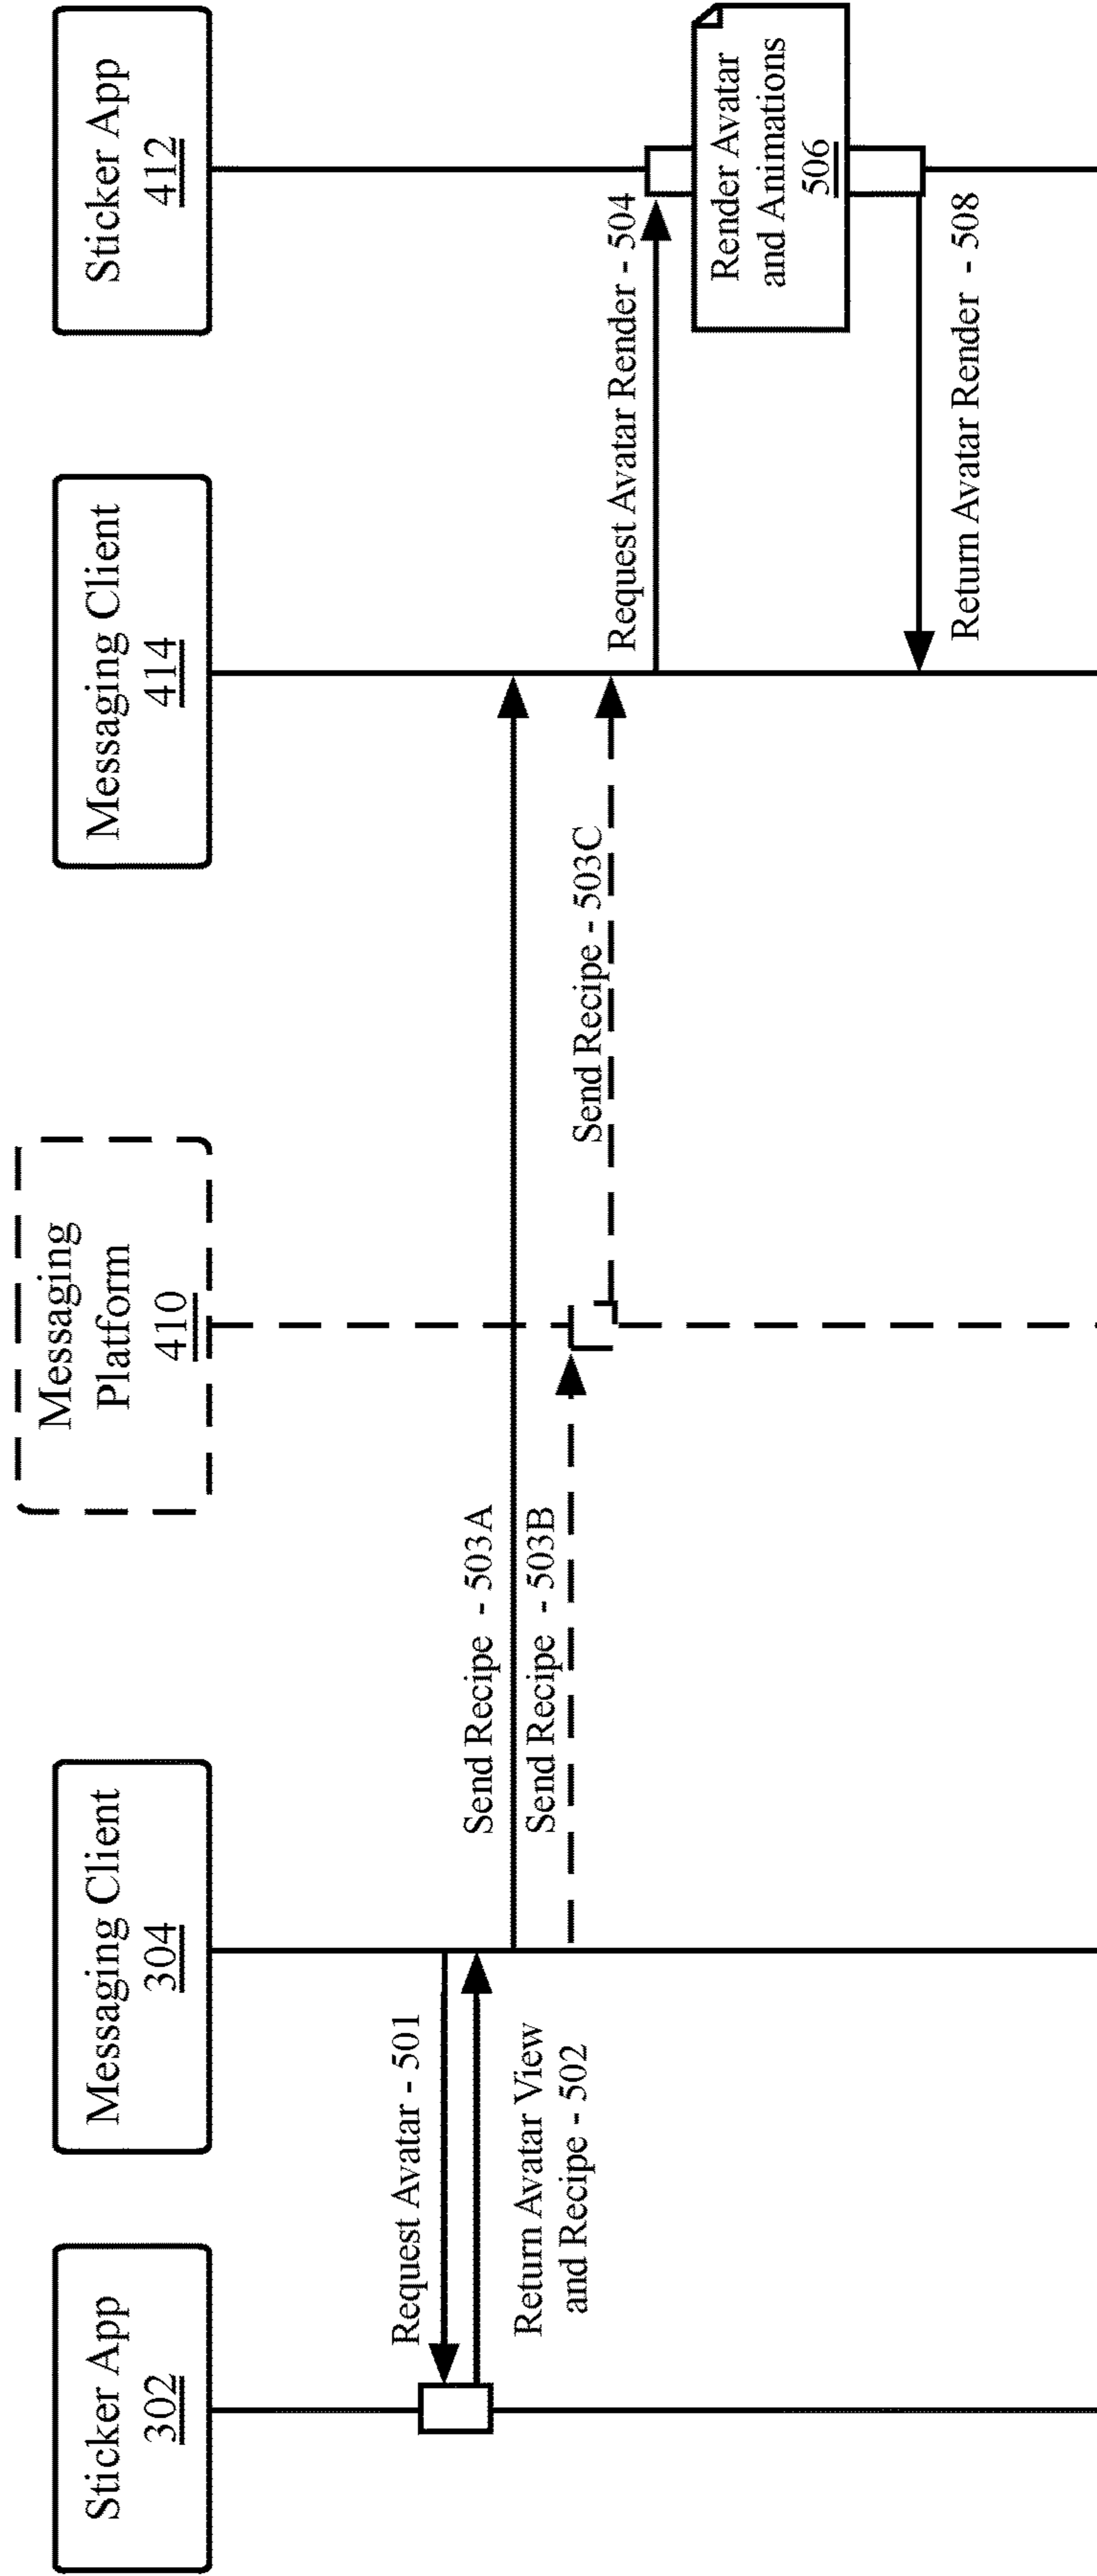 Sticker App
302
Messaging Client
304
Messaging
Platform
410
Messaging Client
414
Sticker App
412
Request Avatar - 501
Return Avatar View
and Recipe - 502
Send Recipe - 503A
Send Recipe - 503B
Send Recipe - 503C
Request Avatar Render - 504
Render Avatar
and Animations
506
Return Avatar Render - 508